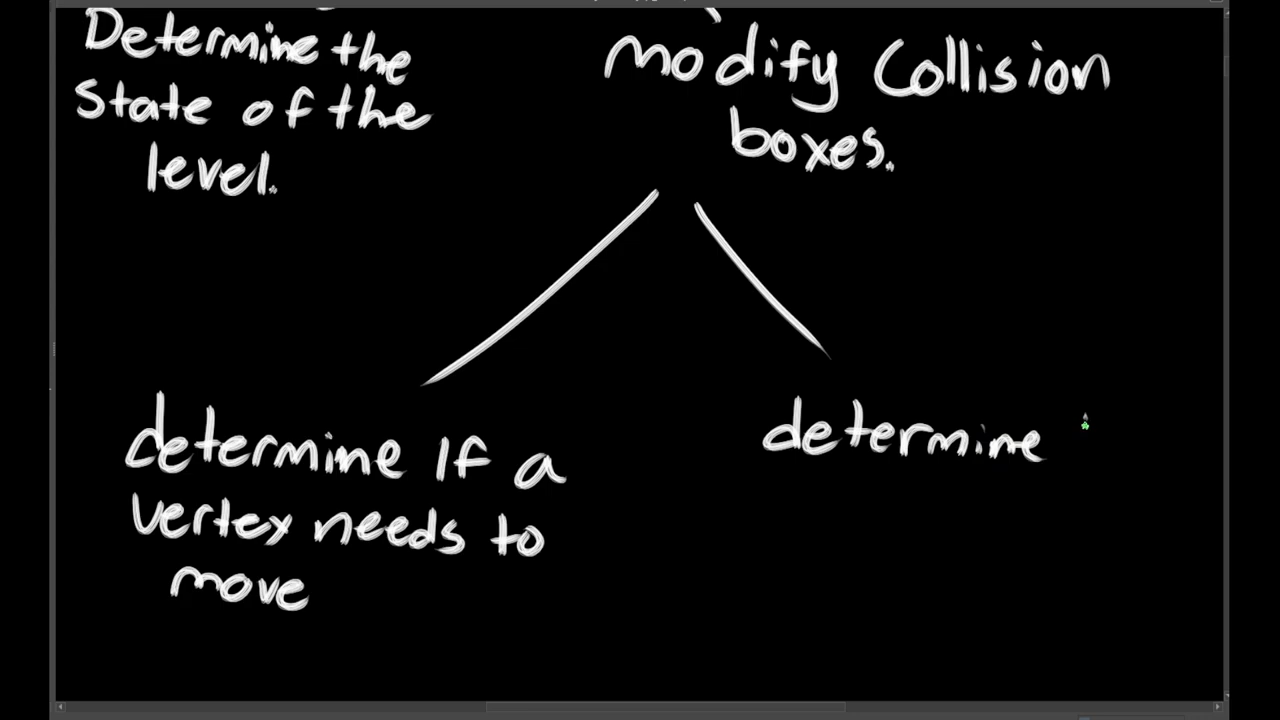 Determine the
State of the
level.
modify Collision
boxes.
determine If a
vertex needs to
move
determine